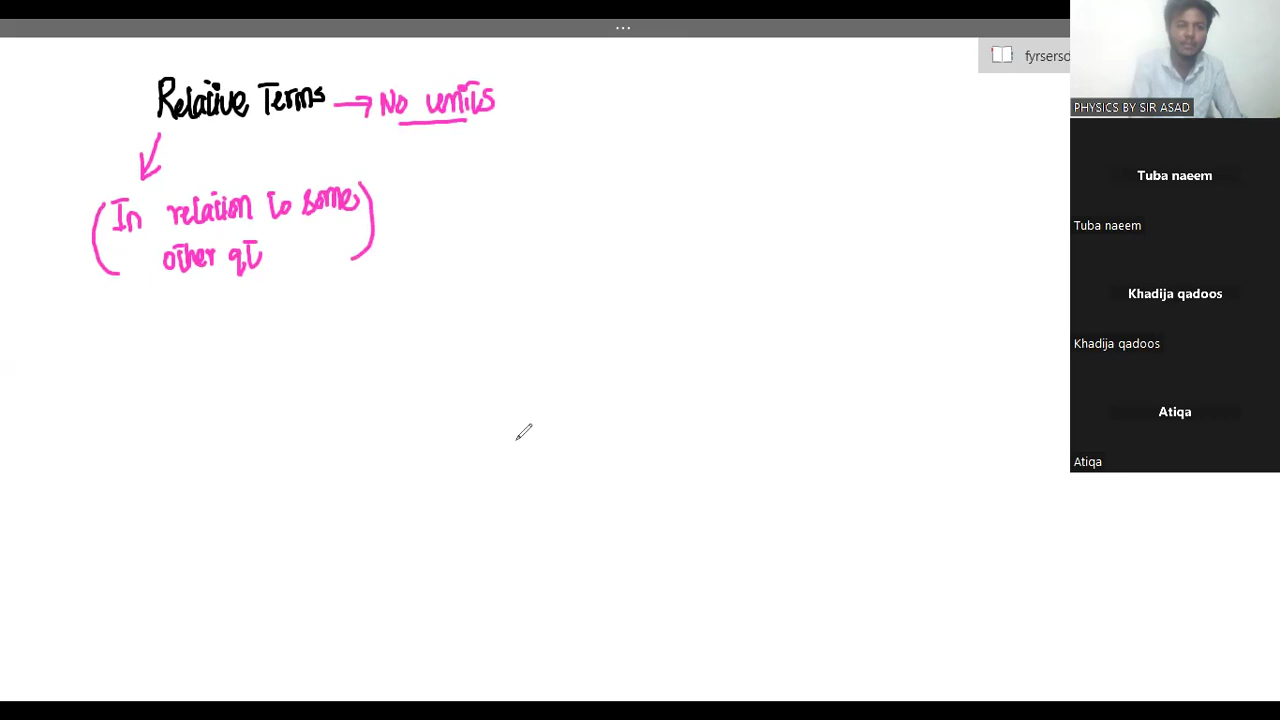 Relative Terms → No units
(In relation to some
other qt)
...
fyrserso
PHYSICS BY SIR ASAD
Tuba naeem
Tuba naeem
Khadija qadoos
Khadija qadoos
Atiqa
Atiqa